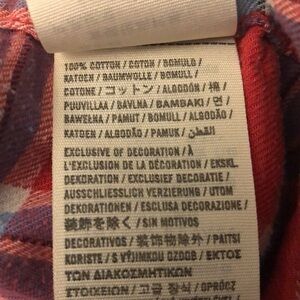 100% COTTON / COTON / BOMULD /
KATOEN / BAUMWOLLE / BOMULL /
COTONE / コットン / ALGODÓN / 棉 /
PUUVILLAA / BAVLNA / ΒΑΜΒΑΚΙ / 면 /
BAWEŁNA / PAMUT / BOMULL / ALGODÃO /
KATOEN / ALGODÃO / PAMUK / القطن
EXCLUSIVE OF DECORATION / À
L'EXCLUSION DE LA DÉCORATION / EKSKL.
DEKORATION / EXCLUSIEF DECORATIE /
AUSSCHLIESSLICH VERZIERUNG / UTOM
DEKORATIONEN / ESCLUSA DECORAZIONE /
装飾を除く / SIN MOTIVOS
DECORATIVOS / 装饰物除外 / PAITSI
KORISTE / S VÝJIMKOU OZDOB / ΕΚΤΟΣ
ΤΩΝ ΔΙΑΚΟΣΜΗΤΙΚΩΝ
ΣΤΟΙΧΕΙΩΝ / 고급 장식 / OPRÓCZ